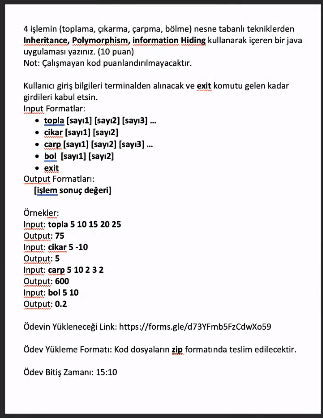 4 işlemin (toplama, çıkarma, çarpma, bölme) nesne tabanlı tekniklerden
Inheritance, Polymorphism, information Hiding kullanarak içeren bir java
uygulaması yazınız. (10 puan)
Not: Çalışmayan kod puanlandırılmayacaktır.
Kullanıcı giriş bilgileri terminalden alınacak ve exit komutu gelen kadar
girdileri kabul etsin.
Input Formatlar:
• topla [sayı1] [sayı2] [sayı3] ...
• cikar [sayı1] [sayı2]
• carp [sayı1] [sayı2] [sayı3] ...
• bol [sayı1] [sayı2]
• exit
Output Formatları:
[işlem sonuç değeri]
Örnekler:
Input: topla 5 10 15 20 25
Output: 75
Input: cikar 5 -10
Output: 5
Input: carp 5 10 2 3 2
Output: 600
Input: bol 5 10
Output: 0.2
Ödevin Yükleneceği Link: https://forms.gle/d73YFmb5FzCdwXo59
Ödev Yükleme Formatı: Kod dosyaların zip formatında teslim edilecektir.
Ödev Bitiş Zamanı: 15:10